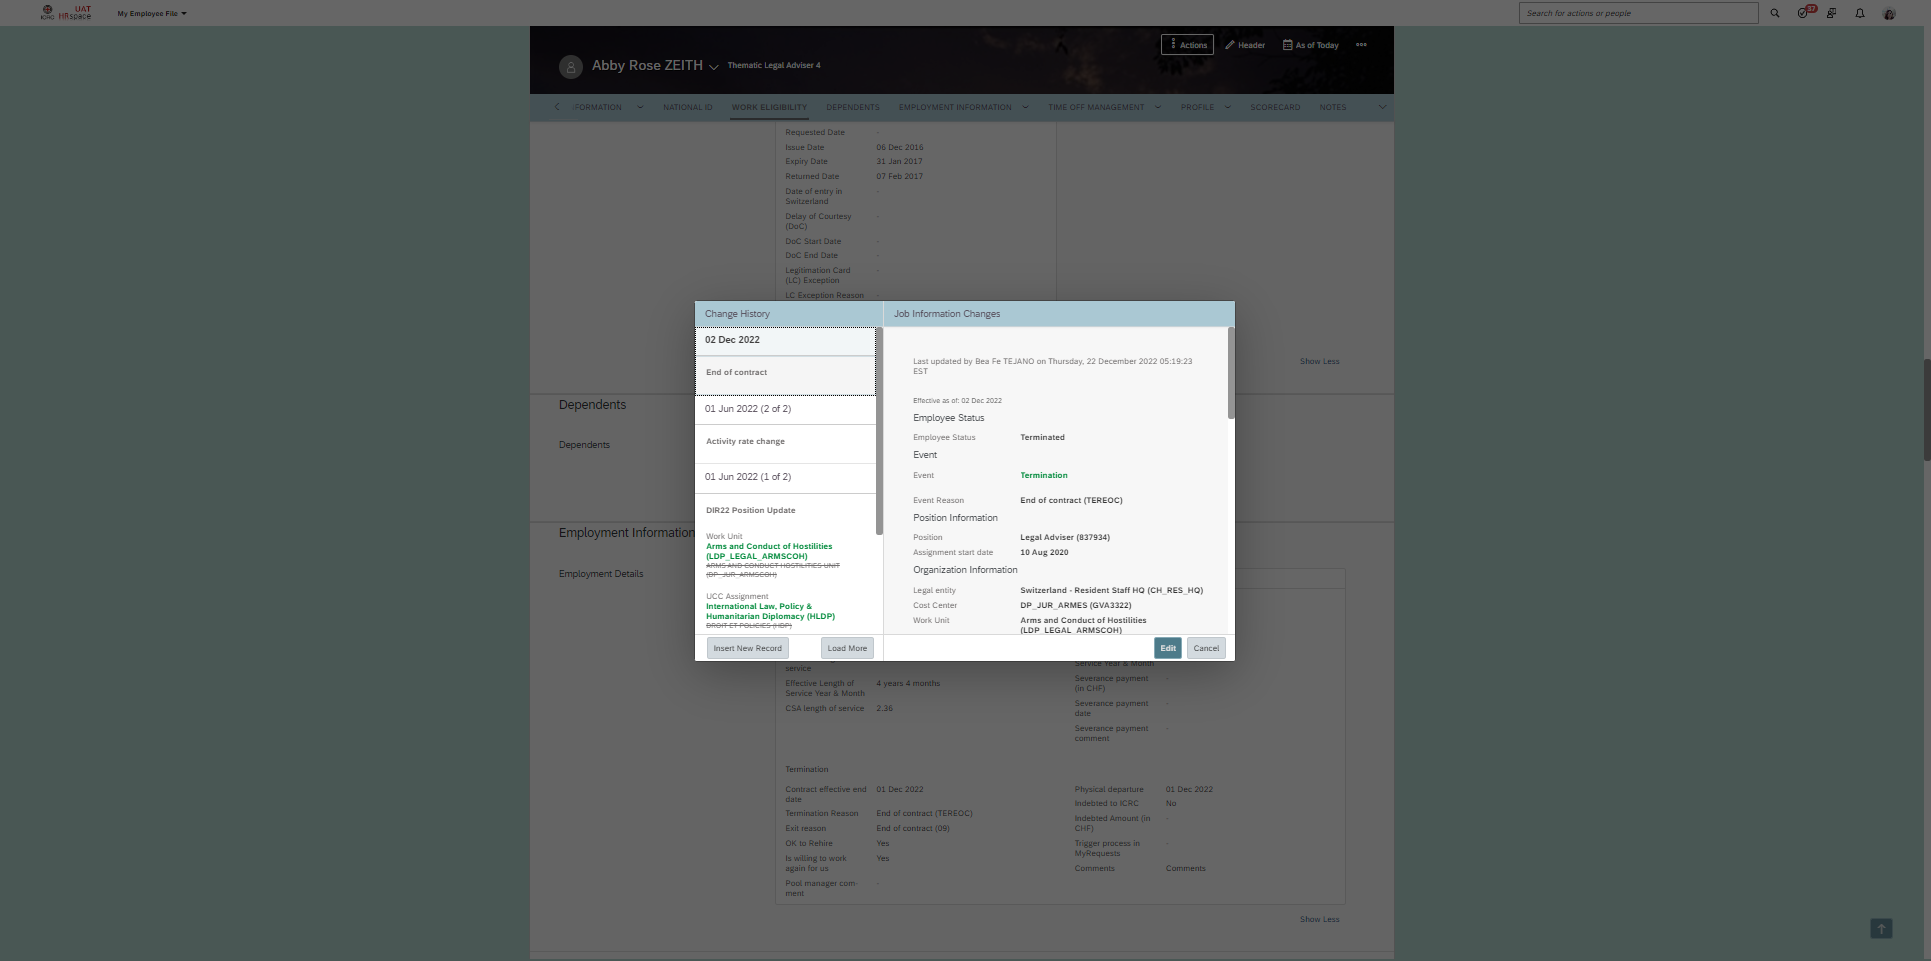 ICRC
UAT
HRspace
My Employee File
Search for actions or people
37
Abby Rose ZEITH
Thematic Legal Adviser 4
Actions
Header
As of Today
FORMATION
NATIONAL ID
WORK ELIGIBILITY
DEPENDENTS
EMPLOYMENT INFORMATION
TIME OFF MANAGEMENT
PROFILE
SCORECARD
NOTES
Requested Date -
Issue Date 06 Dec 2016
Expiry Date 31 Jan 2017
Returned Date 07 Feb 2017
Date of entry in -
Switzerland
Delay of Courtesy -
(DoC)
DoC Start Date -
DoC End Date -
Legitimation Card -
(LC) Exception
LC Exception Reason -
Show Less
Dependents
Dependents
Employment Information
Employment Details
Change History
02 Dec 2022
End of contract
01 Jun 2022 (2 of 2)
Activity rate change
01 Jun 2022 (1 of 2)
DIR22 Position Update
Work Unit
Arms and Conduct of Hostilities
(LDP_LEGAL_ARMSCOH)
ARMS AND CONDUCT HOSTILITIES UNIT
(DP_JUR_ARMSCOH)
UCC Assignment
International Law, Policy &
Humanitarian Diplomacy (HLDP)
DROIT ET POLICIES (HDP)
Insert New Record
Load More
Job Information Changes
Last updated by Bea Fe TEJANO on Thursday, 22 December 2022 05:19:23
EST
Effective as of: 02 Dec 2022
Employee Status
Employee Status Terminated
Event
Event Termination
Event Reason End of contract (TEREOC)
Position Information
Position Legal Adviser (837934)
Assignment start date 10 Aug 2020
Organization Information
Legal entity Switzerland - Resident Staff HQ (CH_RES_HQ)
Cost Center DP_JUR_ARMES (GVA3322)
Work Unit Arms and Conduct of Hostilities
(LDP_LEGAL_ARMSCOH)
Edit
Cancel
service
Effective Length of 4 years 4 months
Service Year & Month
CSA length of service 2.36
Service Year & Month
Severance payment -
(in CHF)
Severance payment -
date
Severance payment -
comment
Termination
Contract effective end 01 Dec 2022
date
Termination Reason End of contract (TEREOC)
Exit reason End of contract (09)
OK to Rehire Yes
Is willing to work Yes
again for us
Pool manager com- -
ment
Physical departure 01 Dec 2022
Indebted to ICRC No
Indebted Amount (in -
CHF)
Trigger process in -
MyRequests
Comments Comments
Show Less